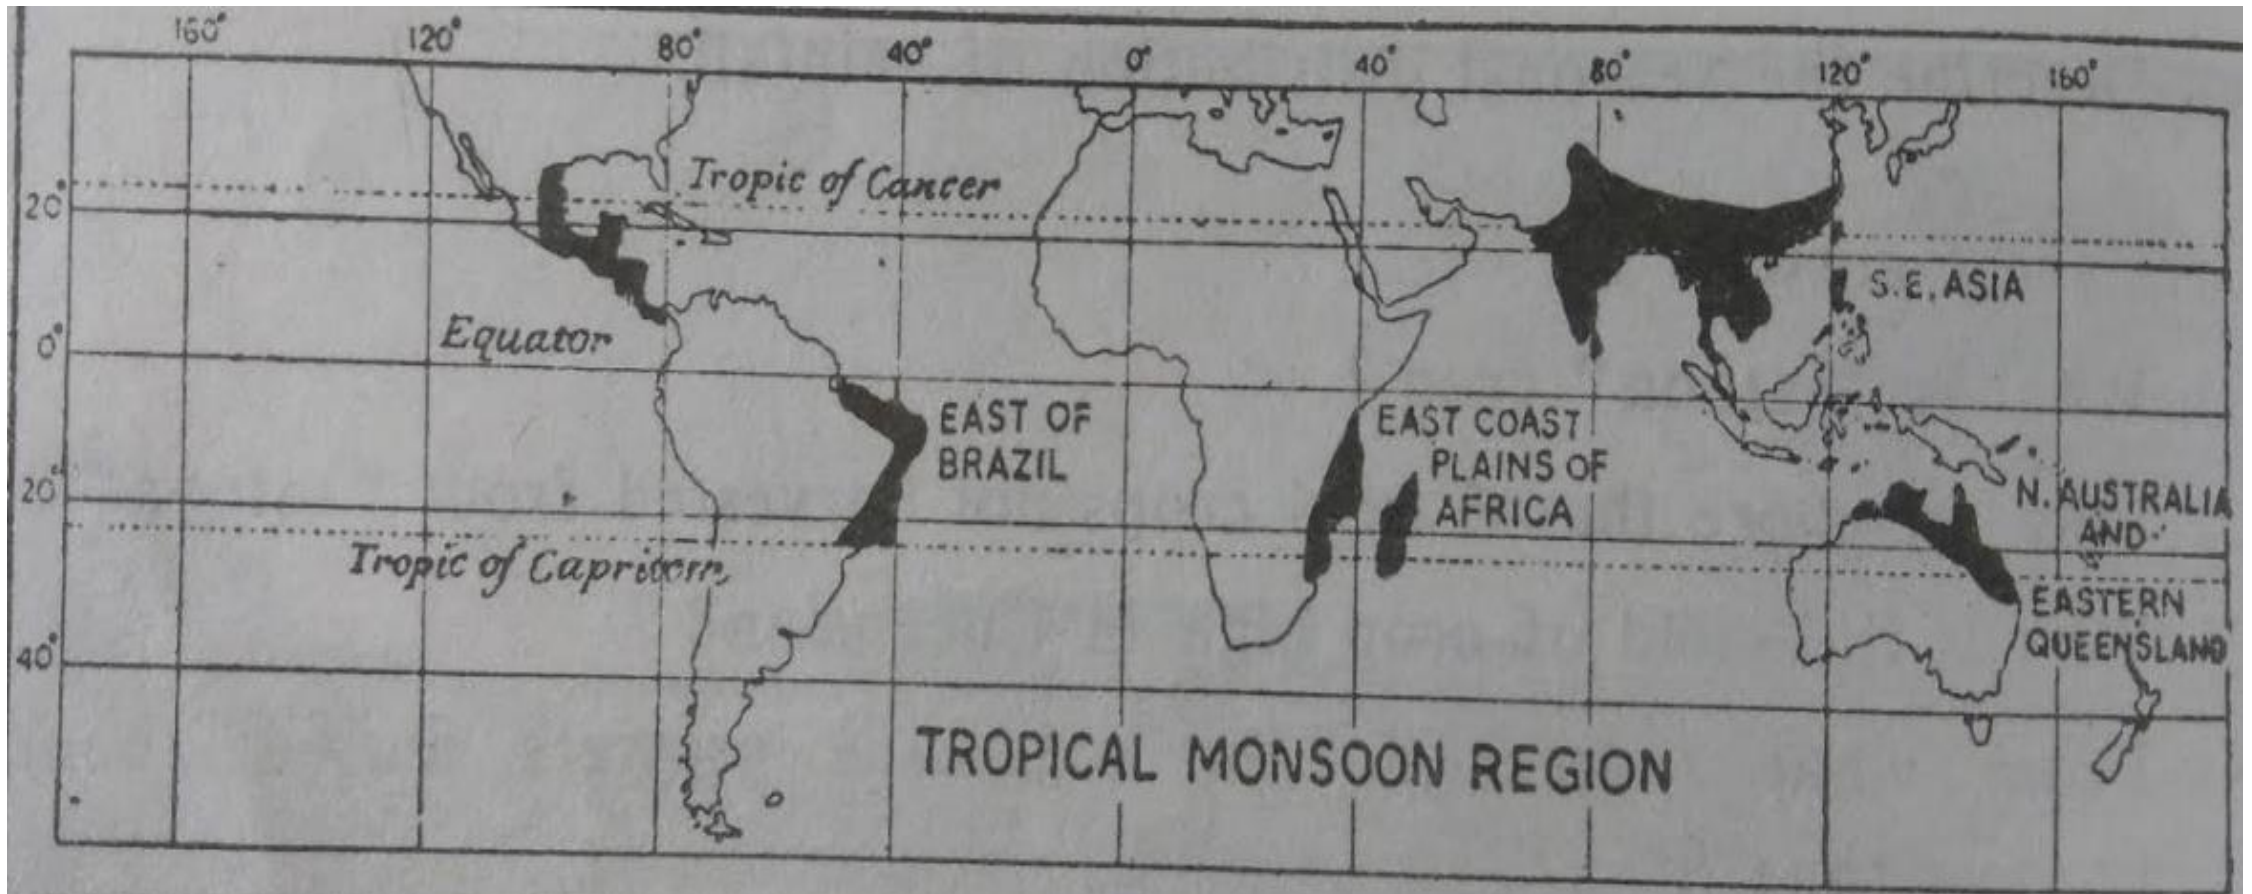 160° 120° 80° 40° 0° 40° 80° 120° 160°
Tropic of Cancer
20°
S.E. ASIA
Equator
0°
EAST OF
BRAZIL
EAST COAST
PLAINS OF
AFRICA
20°
N. AUSTRALIA
AND
Tropic of Capricorn
EASTERN
QUEENSLAND
40°
TROPICAL MONSOON REGION